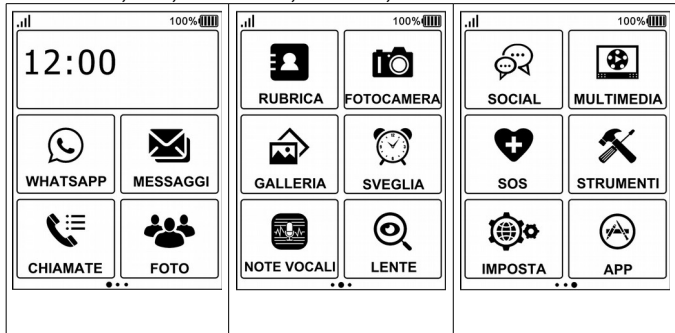 100%
12:00
WHATSAPP
MESSAGGI
CHIAMATE
FOTO
100%
RUBRICA
FOTOCAMERA
GALLERIA
SVEGLIA
NOTE VOCALI
LENTE
100%
SOCIAL
MULTIMEDIA
SOS
STRUMENTI
IMPOSTA
APP